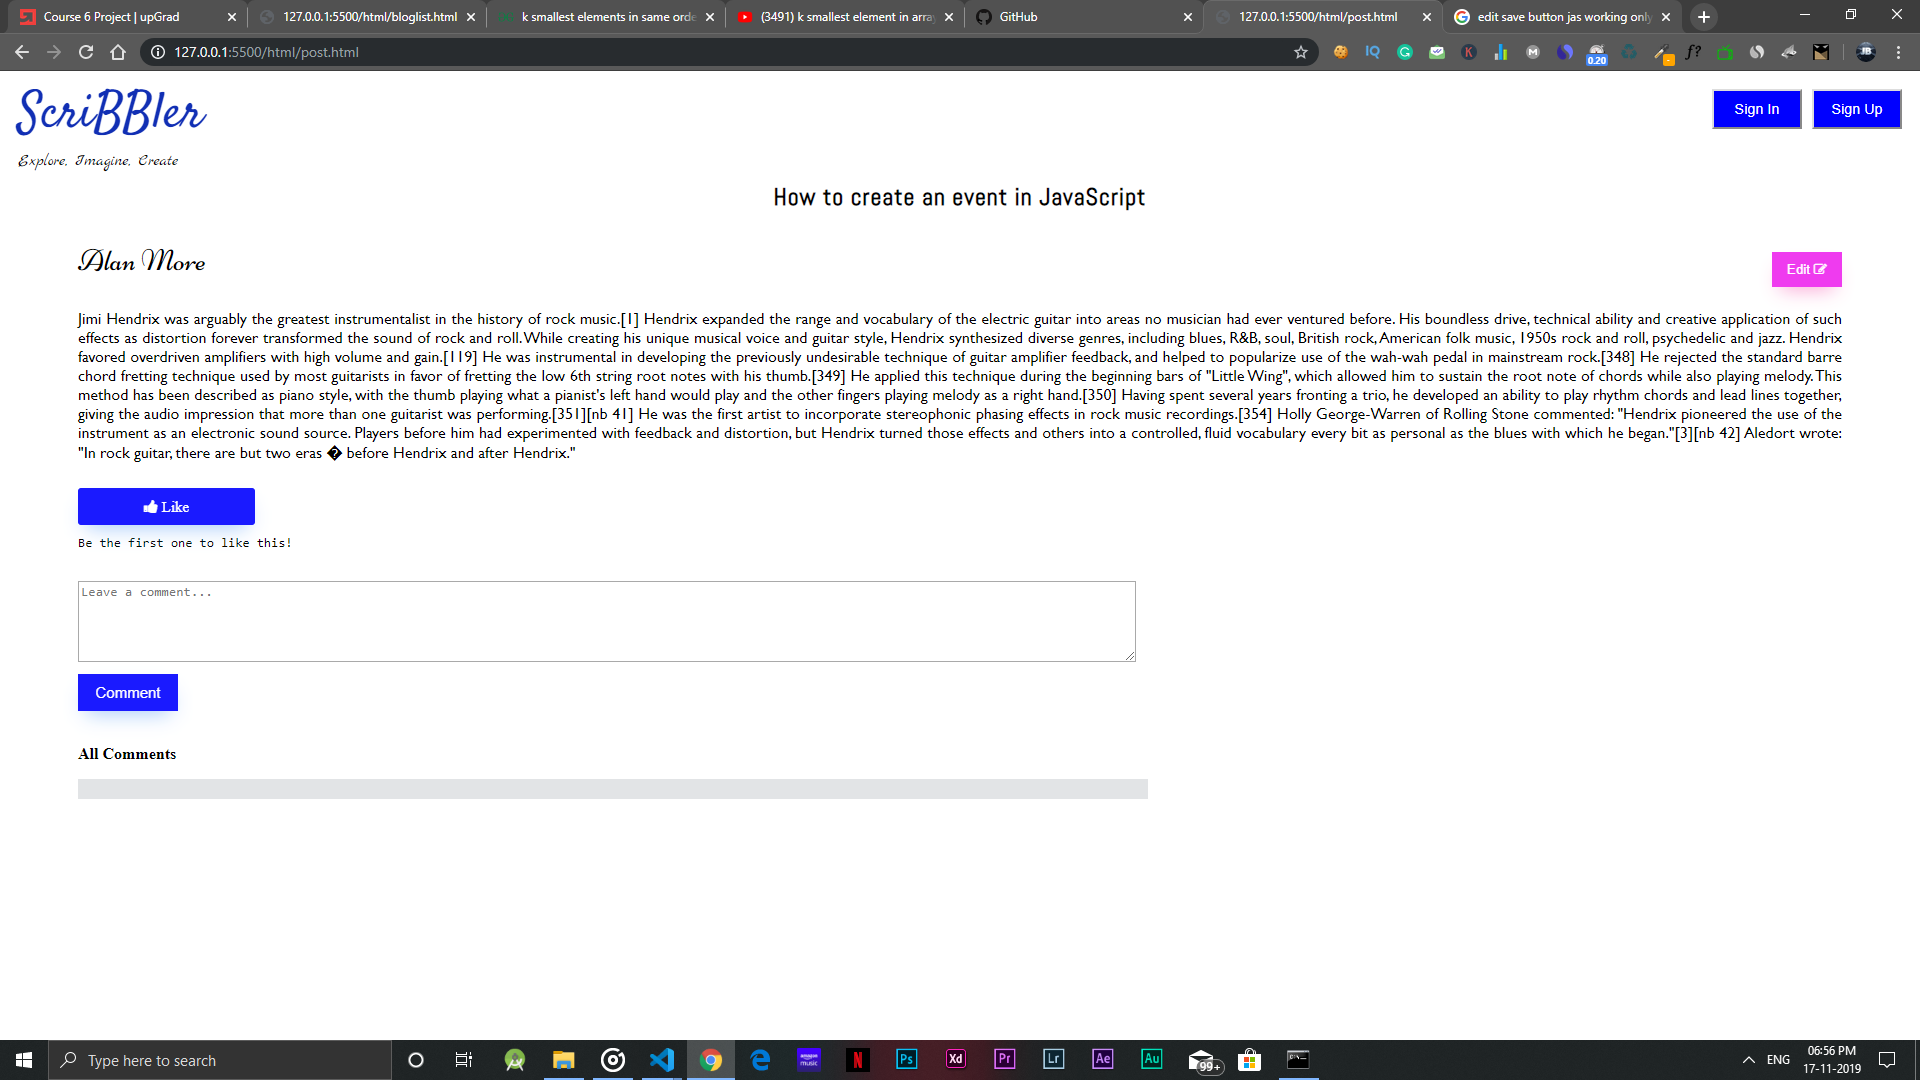 Course 6 Project | upGrad
127.0.0.1:5500/html/bloglist.html
k smallest elements in same orde
(3491) k smallest element in array
GitHub
127.0.0.1:5500/html/post.html
edit save button jas working only
127.0.0.1:5500/html/post.html
IQ
0.20
f?
JB
ScriBBler
Sign In
Sign Up
Explore, Imagine, Create
How to create an event in JavaScript
Alan More
Edit
Jimi Hendrix was arguably the greatest instrumentalist in the history of rock music.[1] Hendrix expanded the range and vocabulary of the electric guitar into areas no musician had ever ventured before. His boundless drive, technical ability and creative application of such
effects as distortion forever transformed the sound of rock and roll. While creating his unique musical voice and guitar style, Hendrix synthesized diverse genres, including blues, R&B, soul, British rock, American folk music, 1950s rock and roll, psychedelic and jazz. Hendrix
favored overdriven amplifiers with high volume and gain.[119] He was instrumental in developing the previously undesirable technique of guitar amplifier feedback, and helped to popularize use of the wah-wah pedal in mainstream rock.[348] He rejected the standard barre
chord fretting technique used by most guitarists in favor of fretting the low 6th string root notes with his thumb.[349] He applied this technique during the beginning bars of "Little Wing", which allowed him to sustain the root note of chords while also playing melody. This
method has been described as piano style, with the thumb playing what a pianist's left hand would play and the other fingers playing melody as a right hand.[350] Having spent several years fronting a trio, he developed an ability to play rhythm chords and lead lines together,
giving the audio impression that more than one guitarist was performing.[351][nb 41] He was the first artist to incorporate stereophonic phasing effects in rock music recordings.[354] Holly George-Warren of Rolling Stone commented: "Hendrix pioneered the use of the
instrument as an electronic sound source. Players before him had experimented with feedback and distortion, but Hendrix turned those effects and others into a controlled, fluid vocabulary every bit as personal as the blues with which he began."[3][nb 42] Aledort wrote:
"In rock guitar, there are but two eras � before Hendrix and after Hendrix."
Like
Be the first one to like this!
Leave a comment...
Comment
All Comments
Type here to search
amazon music
Ps
Xd
Pr
Lr
Ae
Au
99+
ENG
06:56 PM
17-11-2019